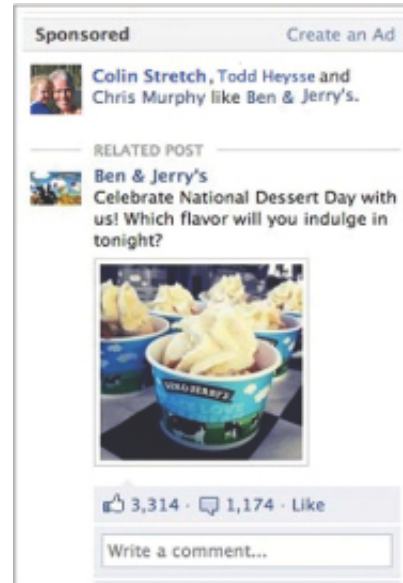 Sponsored Create an Ad
Colin Stretch, Todd Heysse and
Chris Murphy like Ben & Jerry's.
RELATED POST
Ben & Jerry's
Celebrate National Dessert Day with
us! Which flavor will you indulge in
tonight?
BEN & JERRY'S
3,314 · 1,174 · Like
Write a comment...